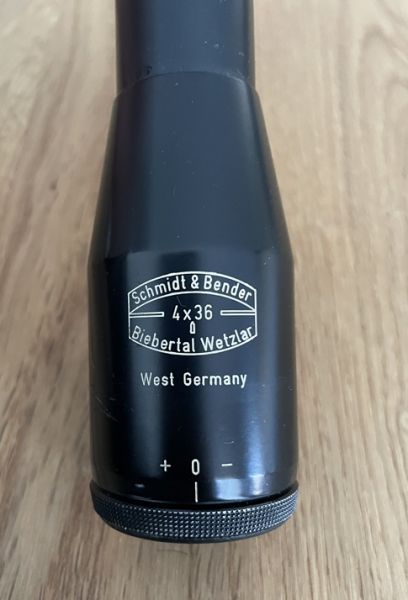 Schmidt & Bender
4x36
Biebertal Wetzlar
West Germany
+ 0 -